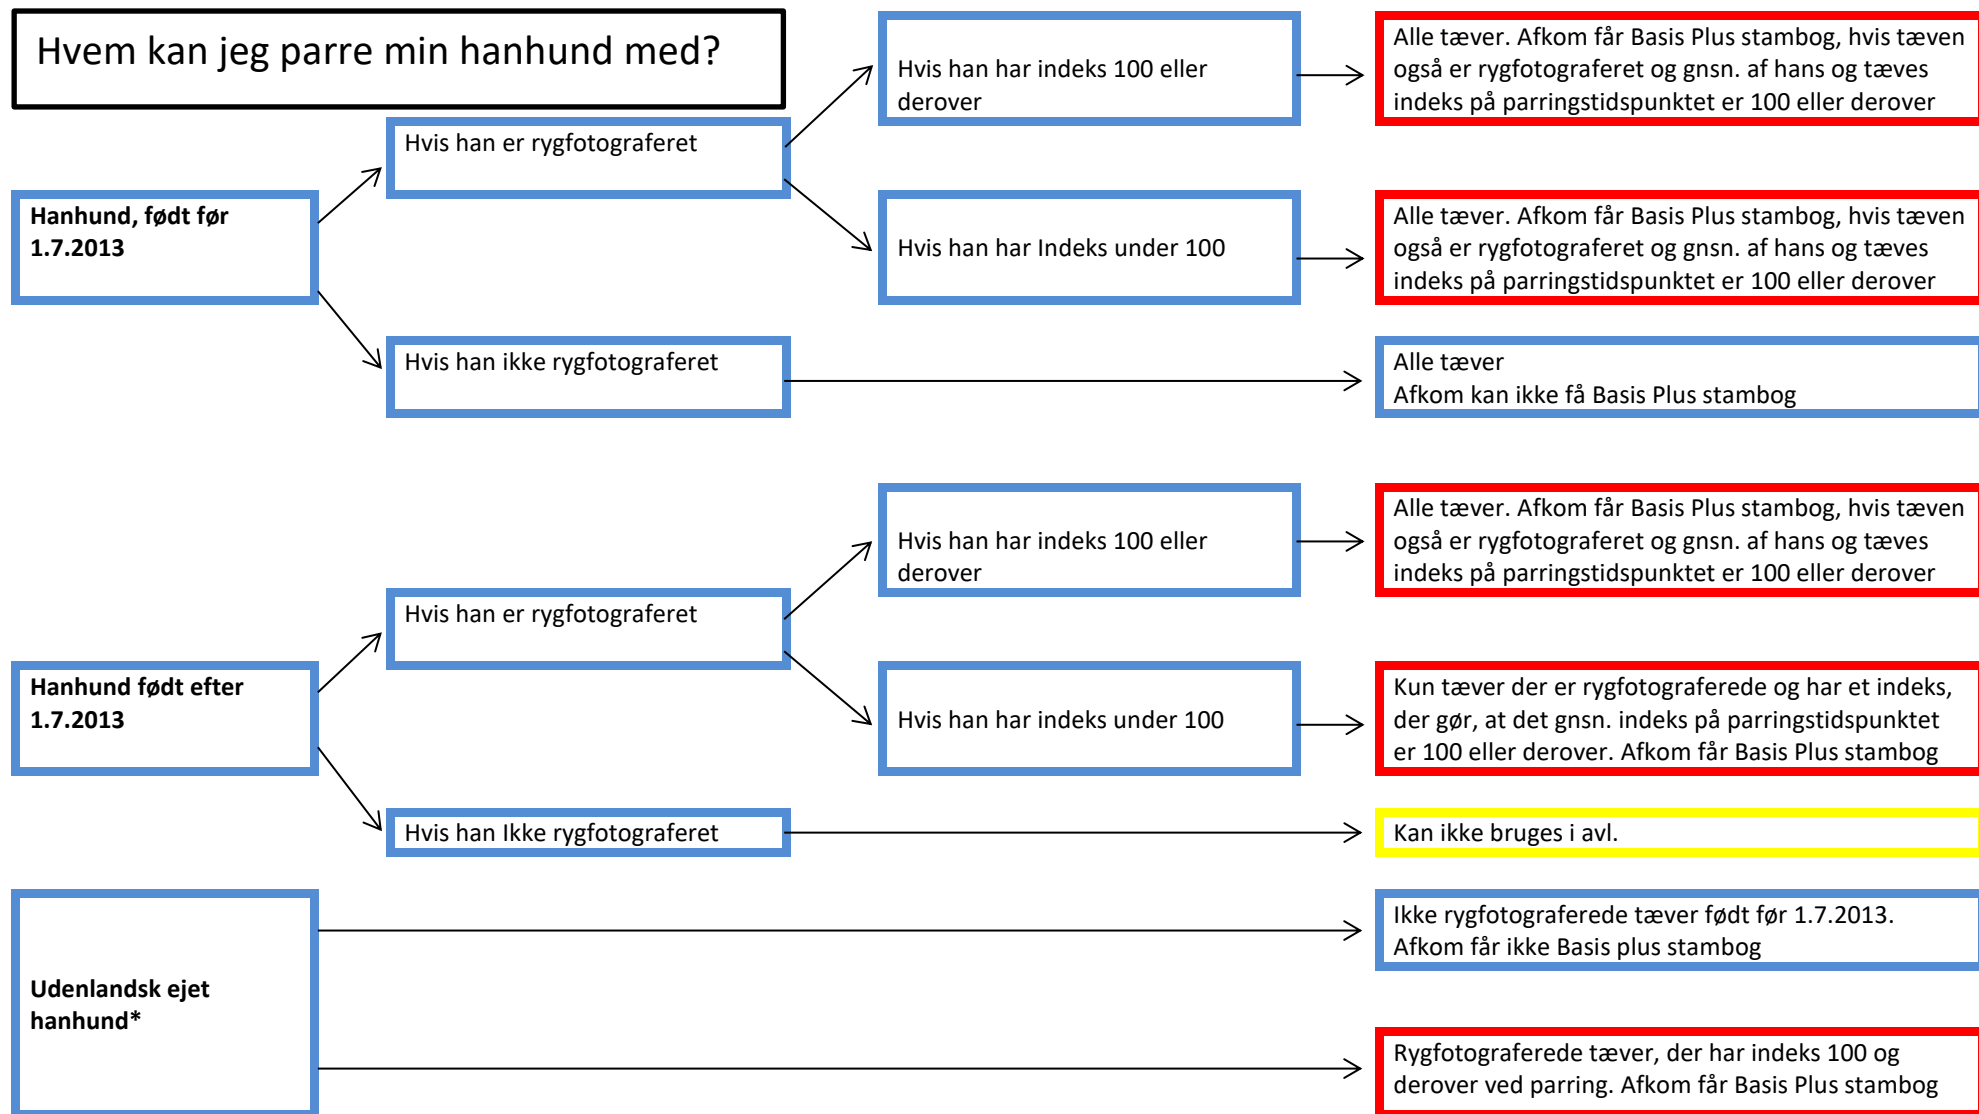 Hvem kan jeg parre min hanhund med?
Hanhund, født før
1.7.2013
Hvis han er rygfotograferet
Hvis han har indeks 100 eller
derover
Alle tæver. Afkom får Basis Plus stambog, hvis tæven
også er rygfotograferet og gnsn. af hans og tæves
indeks på parringstidspunktet er 100 eller derover
Hvis han har Indeks under 100
Alle tæver. Afkom får Basis Plus stambog, hvis tæven
også er rygfotograferet og gnsn. af hans og tæves
indeks på parringstidspunktet er 100 eller derover
Hvis han ikke rygfotograferet
Alle tæver
Afkom kan ikke få Basis Plus stambog
Hanhund født efter
1.7.2013
Hvis han er rygfotograferet
Hvis han har indeks 100 eller
derover
Alle tæver. Afkom får Basis Plus stambog, hvis tæven
også er rygfotograferet og gnsn. af hans og tæves
indeks på parringstidspunktet er 100 eller derover
Hvis han har indeks under 100
Kun tæver der er rygfotograferede og har et indeks,
der gør, at det gnsn. indeks på parringstidspunktet
er 100 eller derover. Afkom får Basis Plus stambog
Hvis han Ikke rygfotograferet
Kan ikke bruges i avl.
Udenlandsk ejet
hanhund*
Ikke rygfotograferede tæver født før 1.7.2013.
Afkom får ikke Basis plus stambog
Rygfotograferede tæver, der har indeks 100 og
derover ved parring. Afkom får Basis Plus stambog